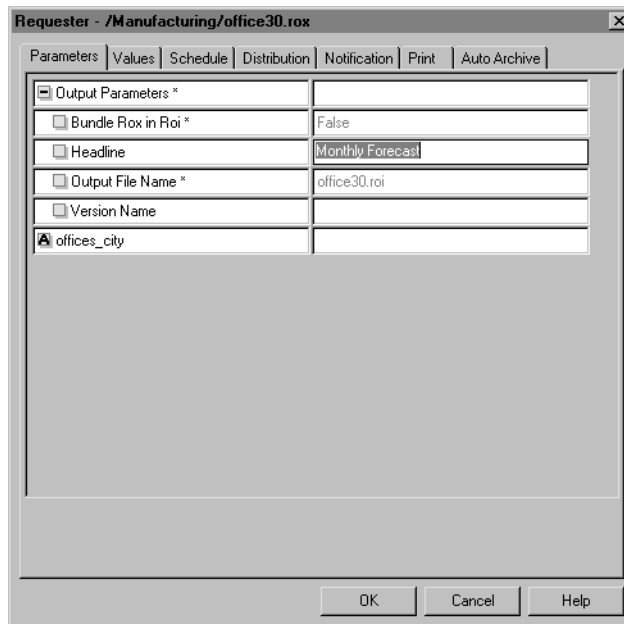 Requester - /Manufacturing/office30.rox
Parameters Values Schedule Distribution Notification Print Auto Archive
Output Parameters *
Bundle Rox in Roi * False
Headline Monthly Forecast
Output File Name * office30.roi
Version Name
A offices_city
OK Cancel Help